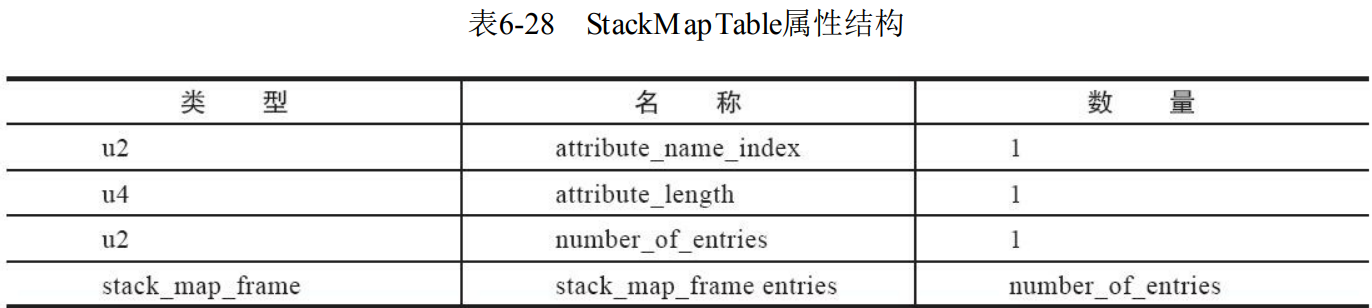 表6-28 StackMapTable属性结构
类 型 名 称 数 量
u2 attribute_name_index 1
u4 attribute_length 1
u2 number_of_entries 1
stack_map_frame stack_map_frame entries number_of_entries